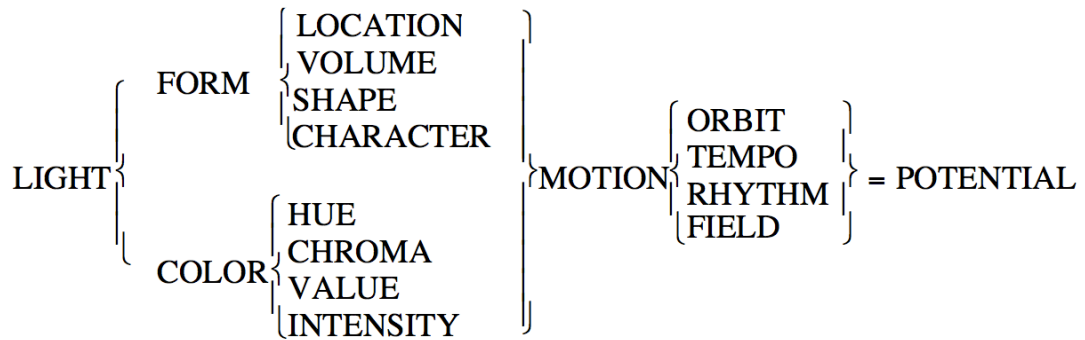 LIGHT
FORM
LOCATION
VOLUME
SHAPE
CHARACTER
COLOR
HUE
CHROMA
VALUE
INTENSITY
MOTION
ORBIT
TEMPO
RHYTHM
FIELD
= POTENTIAL